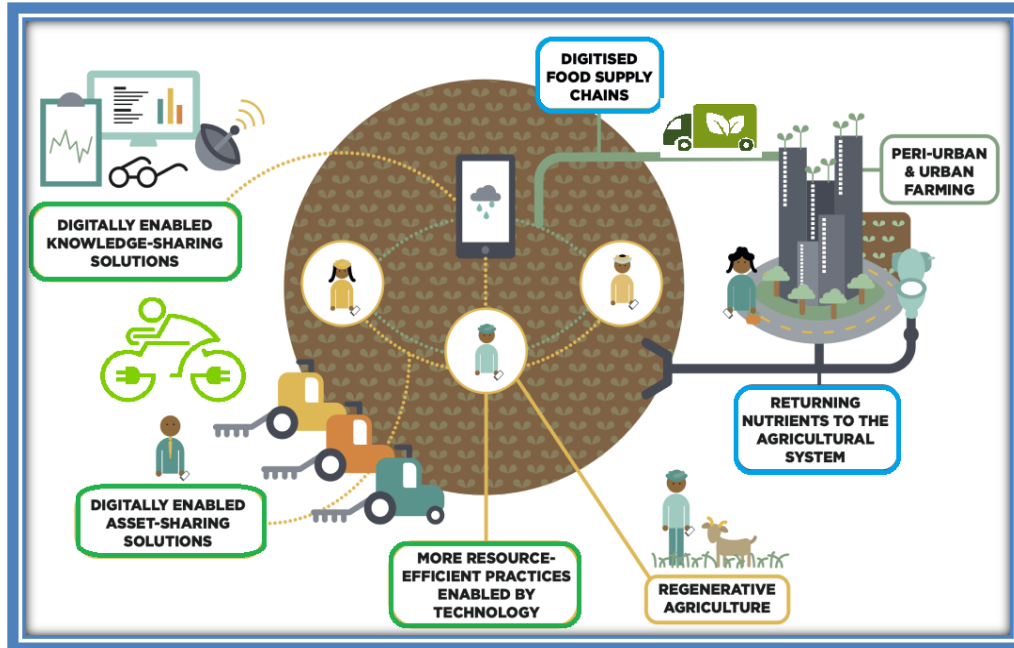 DIGITISED
FOOD SUPPLY
CHAINS
PERI-URBAN
& URBAN
FARMING
DIGITALLY ENABLED
KNOWLEDGE-SHARING
SOLUTIONS
RETURNING
NUTRIENTS TO THE
AGRICULTURAL
SYSTEM
DIGITALLY ENABLED
ASSET-SHARING
SOLUTIONS
MORE RESOURCE-
EFFICIENT PRACTICES
ENABLED BY
TECHNOLOGY
REGENERATIVE
AGRICULTURE